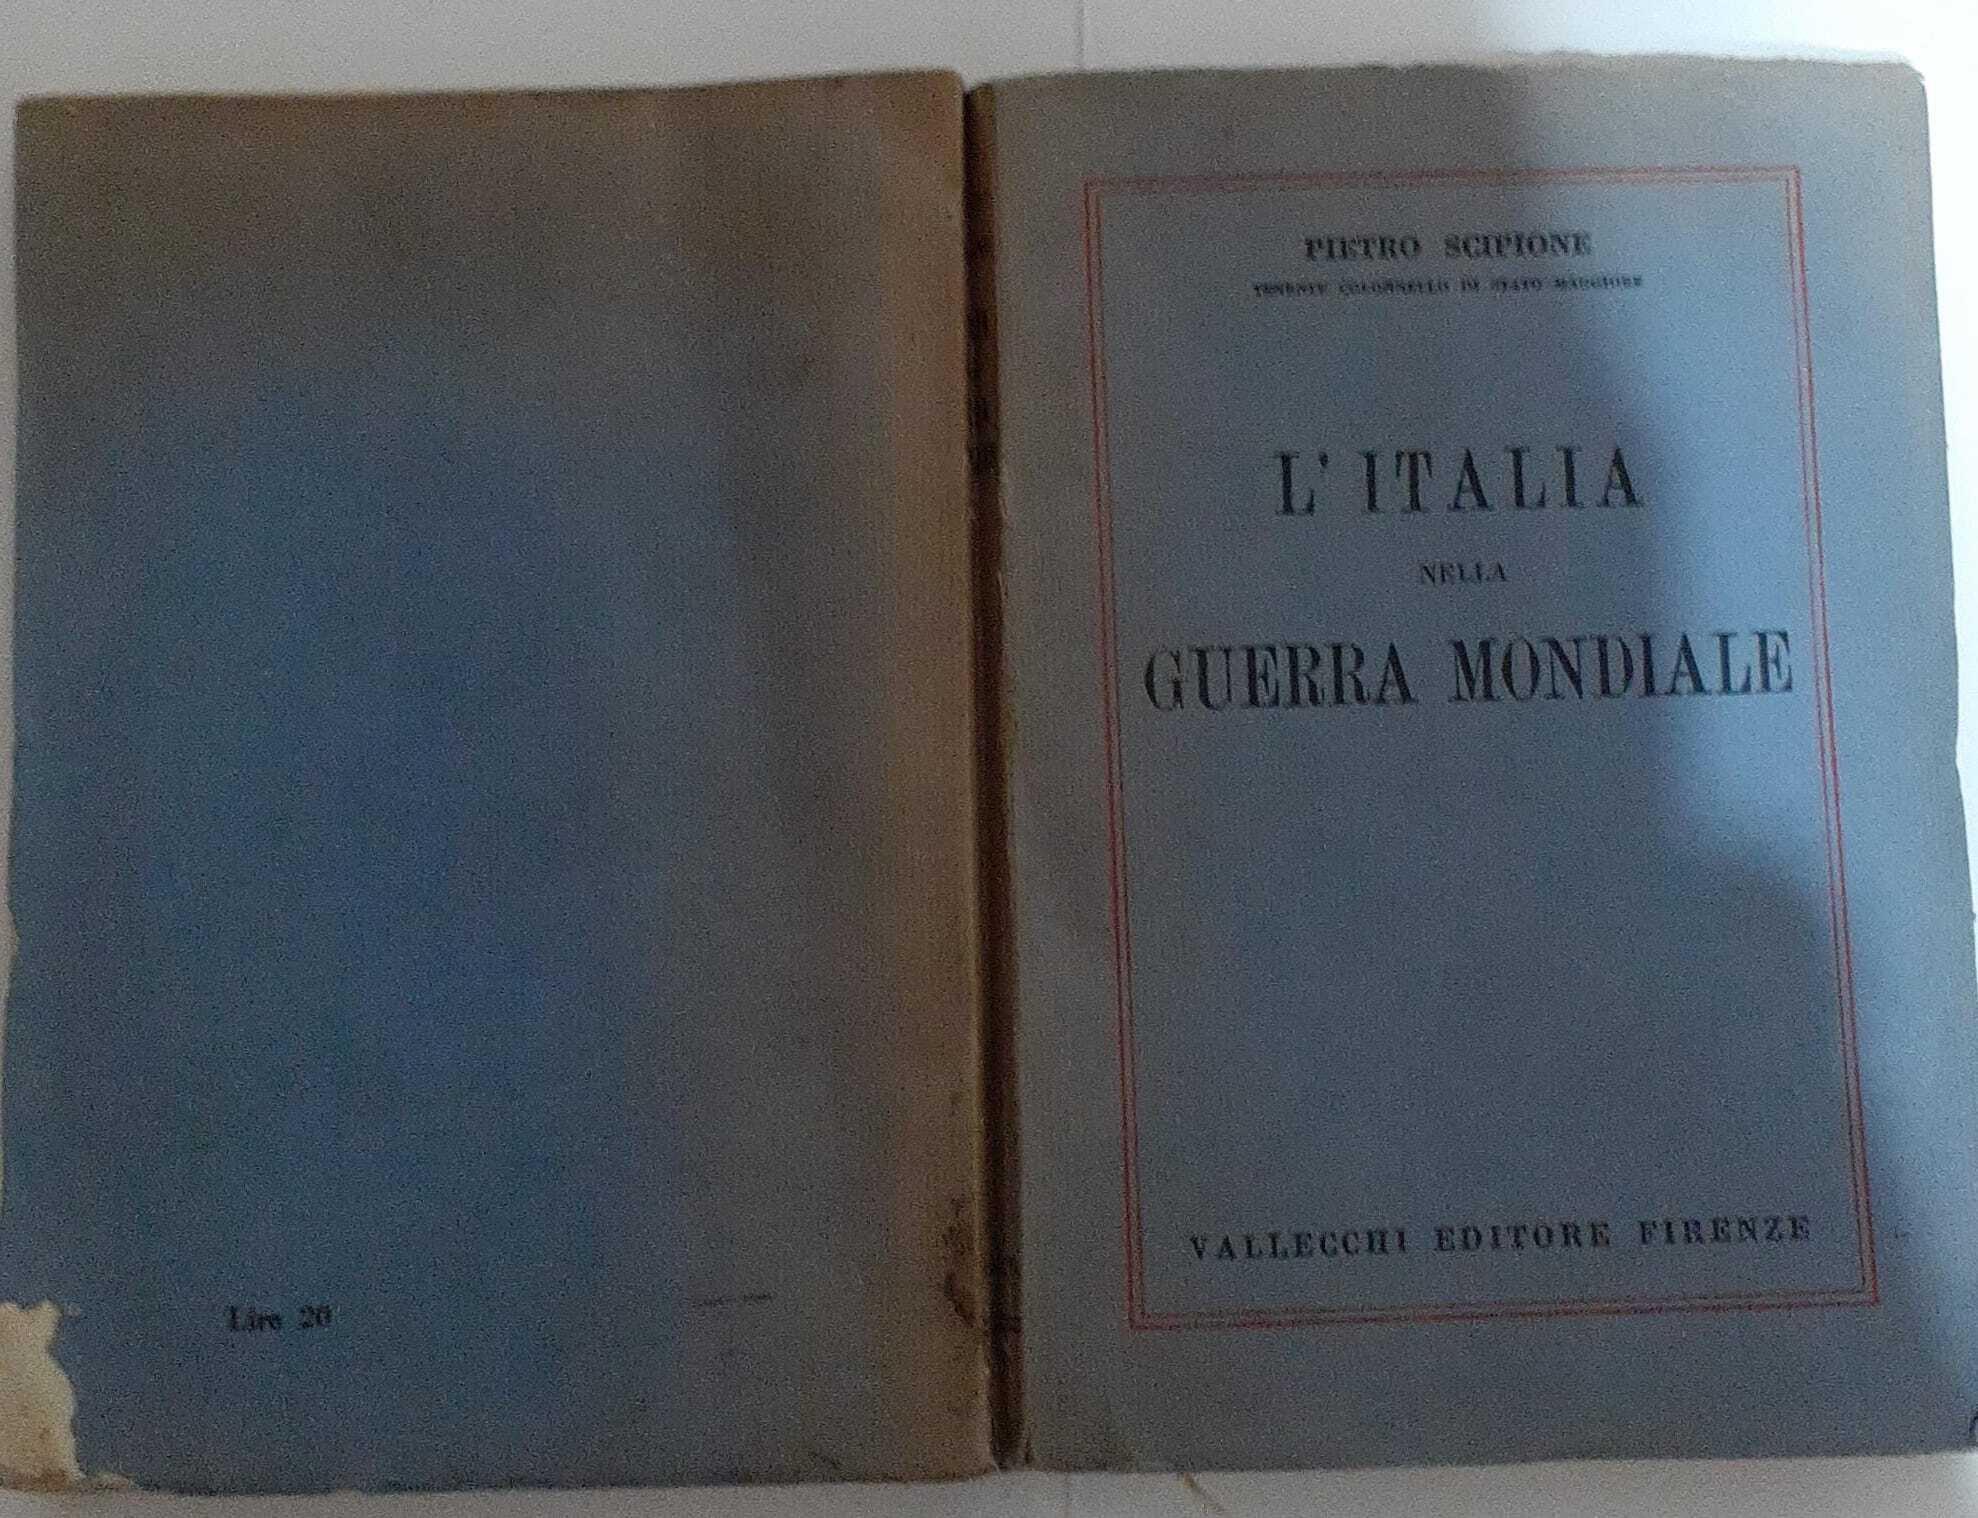 PIETRO SCIPIONE
TENENTE COLONNELLO DI STATO MAGGIORE
L'ITALIA
NELLA
GUERRA MONDIALE
VALLECCHI EDITORE FIRENZE
Lire 20